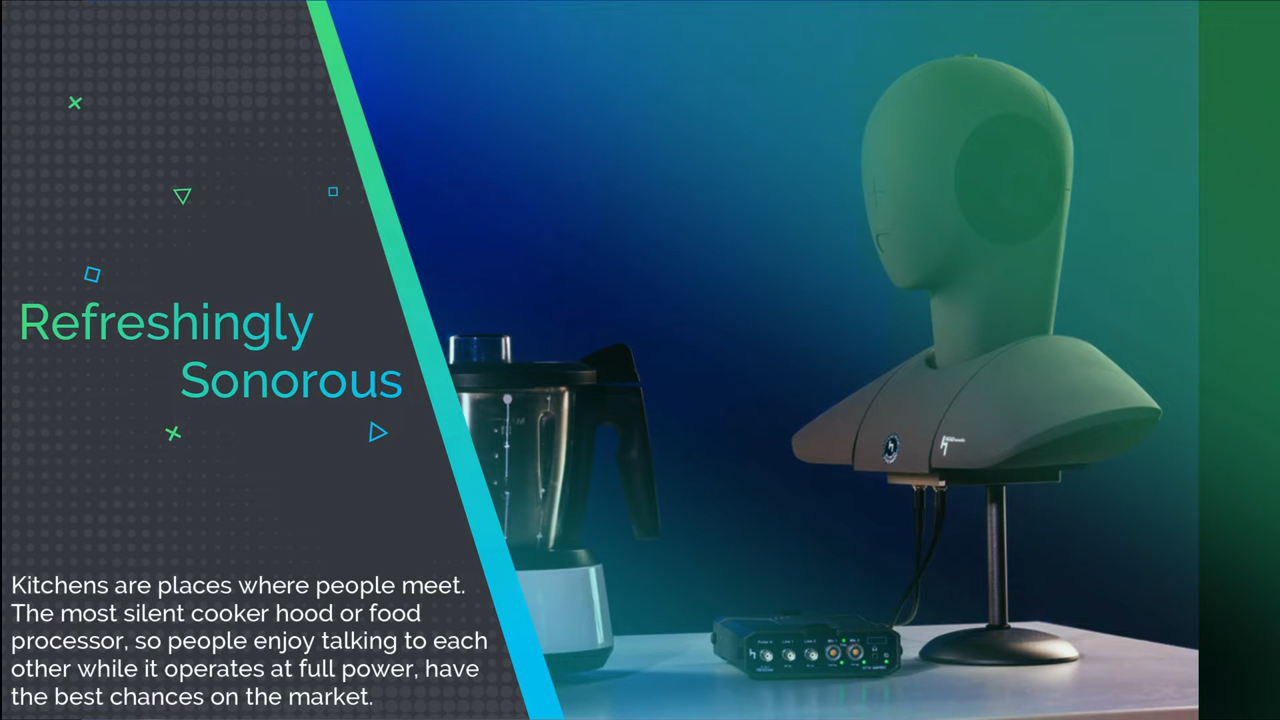 Refreshingly
Sonorous
Kitchens are places where people meet.
The most silent cooker hood or food
processor, so people enjoy talking to each
other while it operates at full power, have
the best chances on the market.